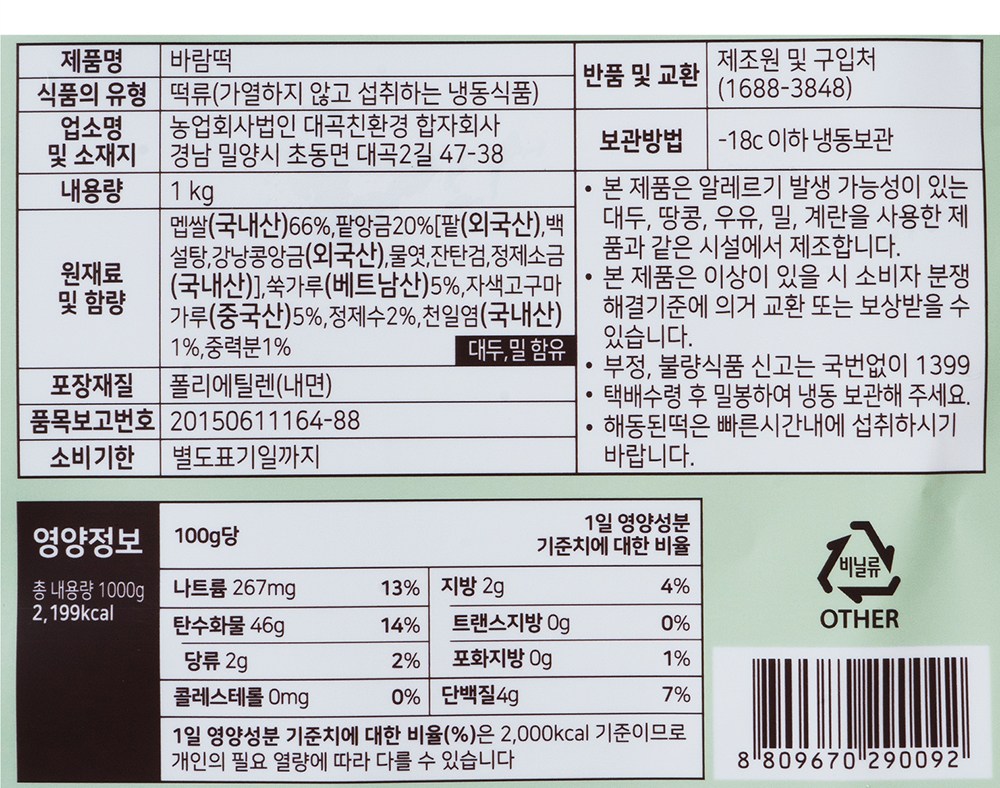 제품명 바람떡
식품의 유형 떡류(가열하지 않고 섭취하는 냉동식품)
업소명 및 소재지
농업회사법인 대곡친환경 합자회사
경남 밀양시 초동면 대곡2길 47-38
내용량 1 kg
원재료 및 함량
멥쌀(국내산)66%,팥앙금20%[팥(외국산),백
설탕,강낭콩앙금(외국산),물엿,잔탄검,정제소금
(국내산)],쑥가루(베트남산)5%,자색고구마
가루(중국산)5%,정제수2%,천일염(국내산)
1%,중력분1%
대두,밀 함유
포장재질 폴리에틸렌(내면)
품목보고번호 20150611164-88
소비기한 별도표기일까지
반품 및 교환
제조원 및 구입처
(1688-3848)
보관방법 -18c 이하 냉동보관
• 본 제품은 알레르기 발생 가능성이 있는
대두, 땅콩, 우유, 밀, 계란을 사용한 제
품과 같은 시설에서 제조합니다.
• 본 제품은 이상이 있을 시 소비자 분쟁
해결기준에 의거 교환 또는 보상받을 수
있습니다.
• 부정, 불량식품 신고는 국번없이 1399
• 택배수령 후 밀봉하여 냉동 보관해 주세요.
• 해동된떡은 빠른시간내에 섭취하시기
바랍니다.
영양정보
총 내용량 1000g
2,199kcal
100g당
1일 영양성분
기준치에 대한 비율
나트륨 267mg 13% 지방 2g 4%
탄수화물 46g 14% 트랜스지방 0g 0%
당류 2g 2% 포화지방 0g 1%
콜레스테롤 0mg 0% 단백질4g 7%
1일 영양성분 기준치에 대한 비율(%)은 2,000kcal 기준이므로
개인의 필요 열량에 따라 다를 수 있습니다
비닐류
OTHER
8 809670 290092